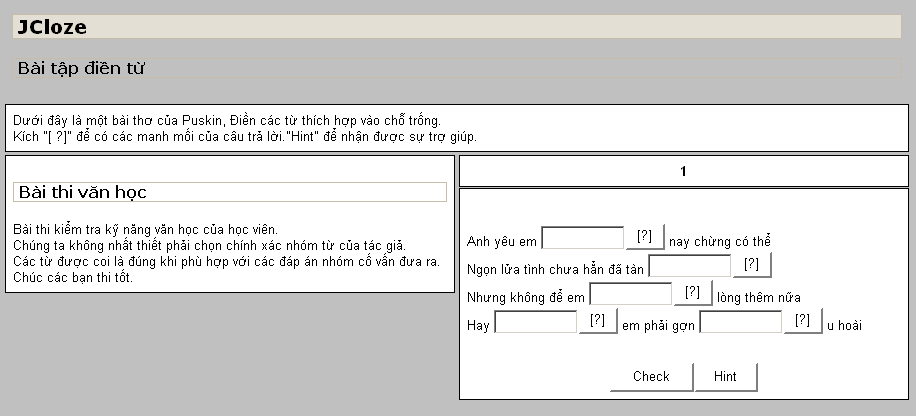 JCloze
Bài tập điền từ
Dưới đây là một bài thơ của Puskin, Điền các từ thích hợp vào chỗ trống.
Kích "[ ?]" để có các manh mối của câu trả lời."Hint" để nhận được sự trợ giúp.
Bài thi văn học
Bài thi kiểm tra kỹ năng văn học của học viên.
Chúng ta không nhất thiết phải chọn chính xác nhóm từ của tác giả.
Các từ được coi là đúng khi phù hợp với các đáp án nhóm cố vấn đưa ra.
Chúc các bạn thi tốt.
1
Anh yêu em [?] nay chừng có thể
Ngọn lửa tình chưa hẳn đã tàn [?]
Nhưng không để em [?] lòng thêm nữa
Hay [?] em phải gợn [?] u hoài
Check Hint